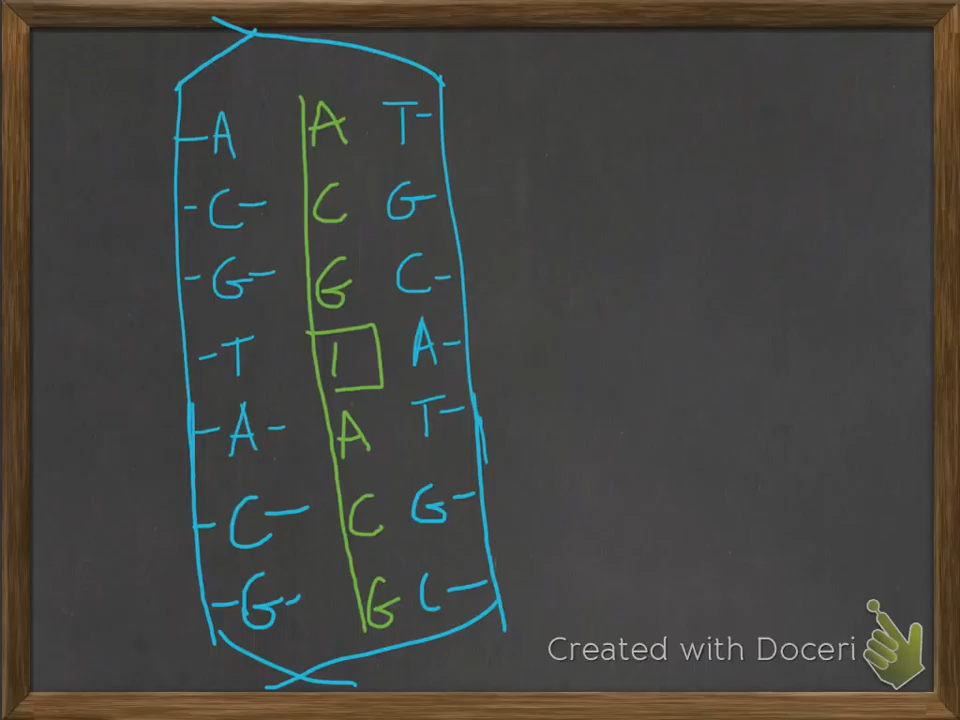 -A A T-
-C- C G-
-G- G C-
-T I A-
-A- A T-
-C- C G-
-G- G C-
Created with Doceri